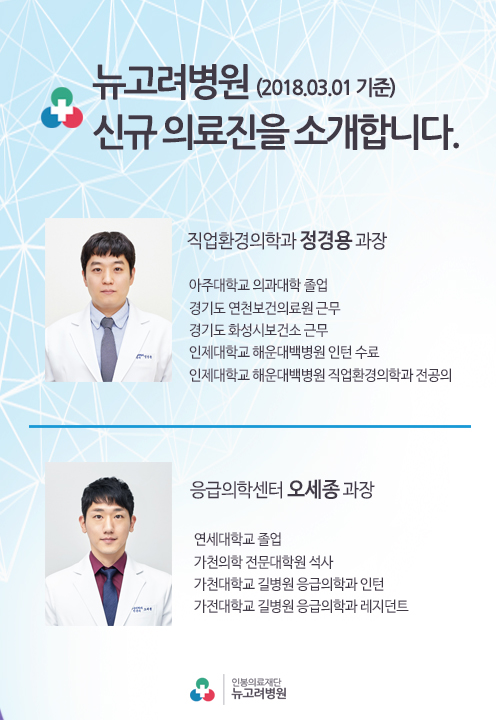 뉴고려병원 (2018.03.01 기준)
신규 의료진을 소개합니다.
직업환경의학과 정경용 과장
아주대학교 의과대학 졸업
경기도 연천보건의료원 근무
경기도 화성시보건소 근무
인제대학교 해운대백병원 인턴 수료
인제대학교 해운대백병원 직업환경의학과 전공의
응급의학센터 오세종 과장
연세대학교 졸업
가천의학 전문대학원 석사
가천대학교 길병원 응급의학과 인턴
가전대학교 길병원 응급의학과 레지던트
인봉의료재단
뉴고려병원